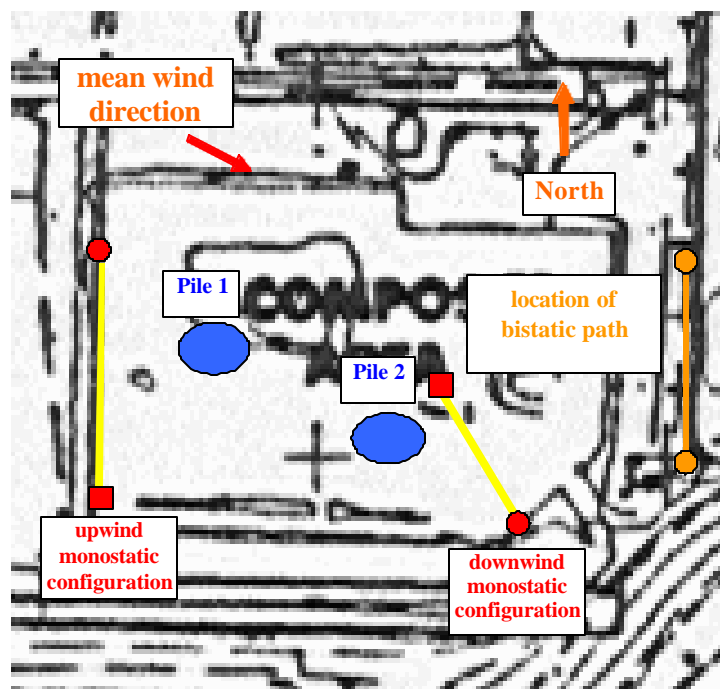 mean wind
direction
North
Pile 1
location of
bistatic path
Pile 2
upwind
monostatic
configuration
downwind
monostatic
configuration